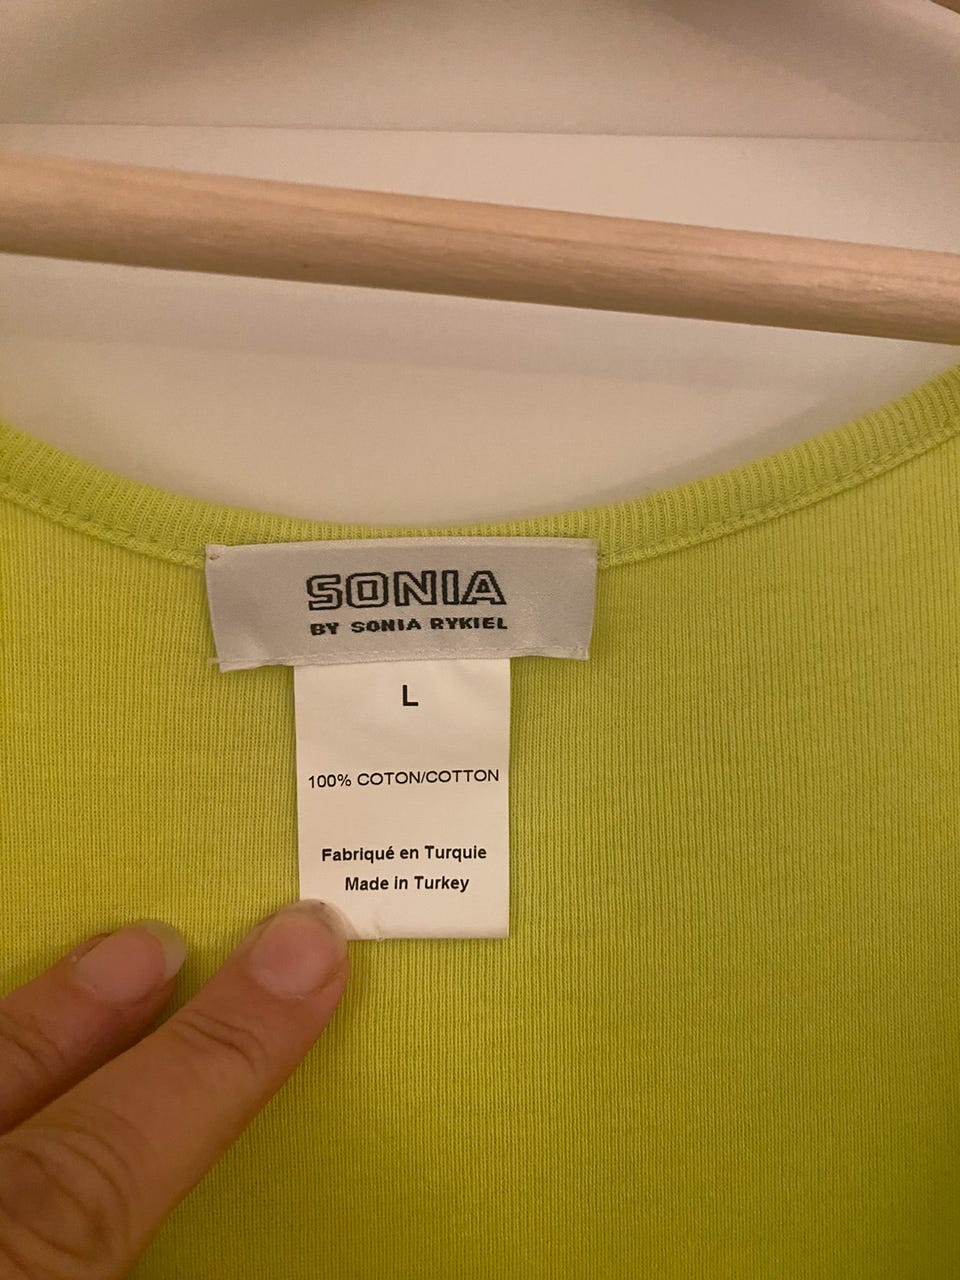 SONIA
BY SONIA RYKIEL
L
100% COTON/COTTON
Fabriqué en Turquie
Made in Turkey